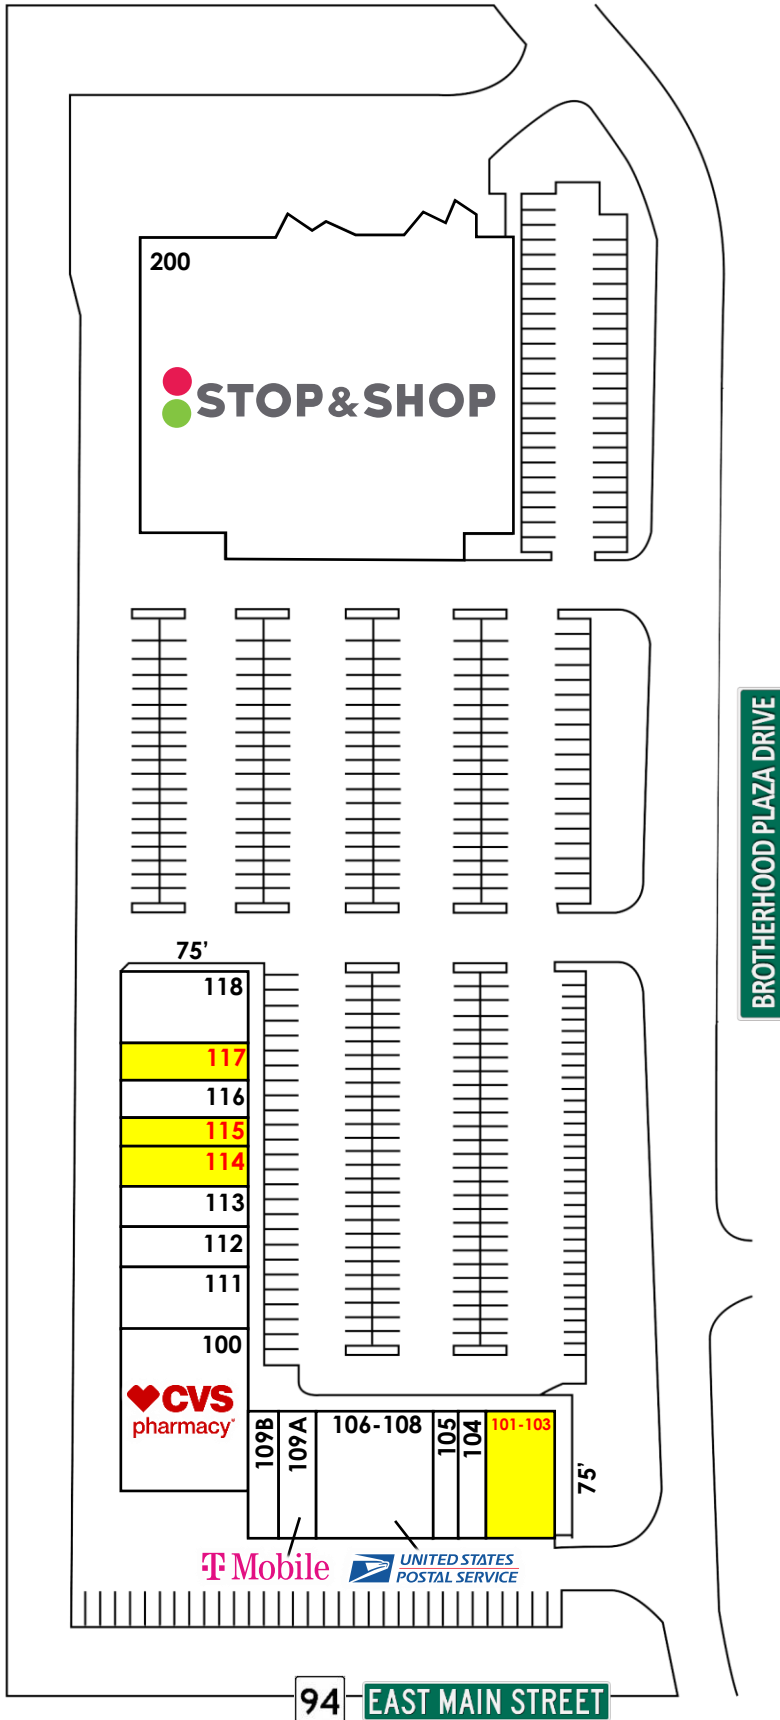 200
STOP&SHOP
BROTHERHOOD PLAZA DRIVE
75'
118
117
116
115
114
113
112
111
100
CVS
pharmacy
109B
109A
106-108
105
104
101-103
75'
T Mobile
UNITED STATES
POSTAL SERVICE
94
EAST MAIN STREET